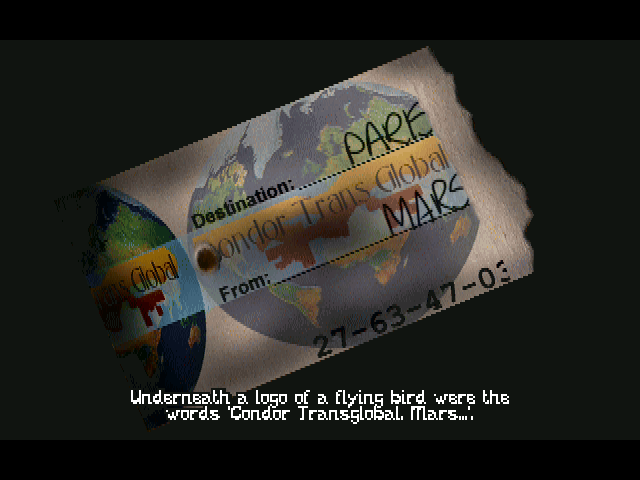 Destination:..........PARIS
Condor Trans Global
From:..........MARS
27-63-47-03
Global
Underneath a logo of a flying bird were the
words 'Condor Transglobal. Mars...'.